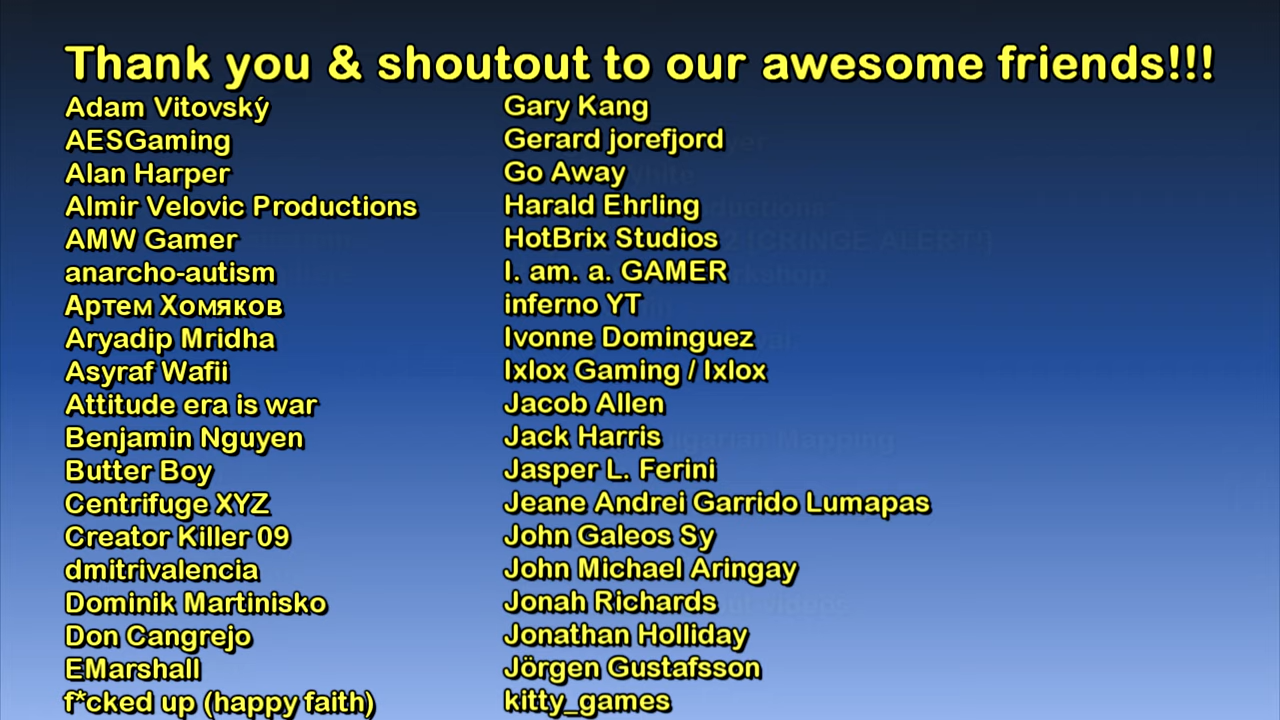 Thank you & shoutout to our awesome friends!!!
Adam Vitovský
AESGaming
Alan Harper
Almir Velovic Productions
AMW Gamer
anarcho-autism
Артем Хомяков
Aryadip Mridha
Asyraf Wafii
Attitude era is war
Benjamin Nguyen
Butter Boy
Centrifuge XYZ
Creator Killer 09
dmitrivalencia
Dominik Martinisko
Don Cangrejo
EMarshall
f*cked up (happy faith)
Gary Kang
Gerard jorefjord
Go Away
Harald Ehrling
HotBrix Studios
I. am. a. GAMER
inferno YT
Ivonne Dominguez
Ixlox Gaming / Ixlox
Jacob Allen
Jack Harris
Jasper L. Ferini
Jeane Andrei Garrido Lumapas
John Galeos Sy
John Michael Aringay
Jonah Richards
Jonathan Holliday
Jörgen Gustafsson
kitty_games